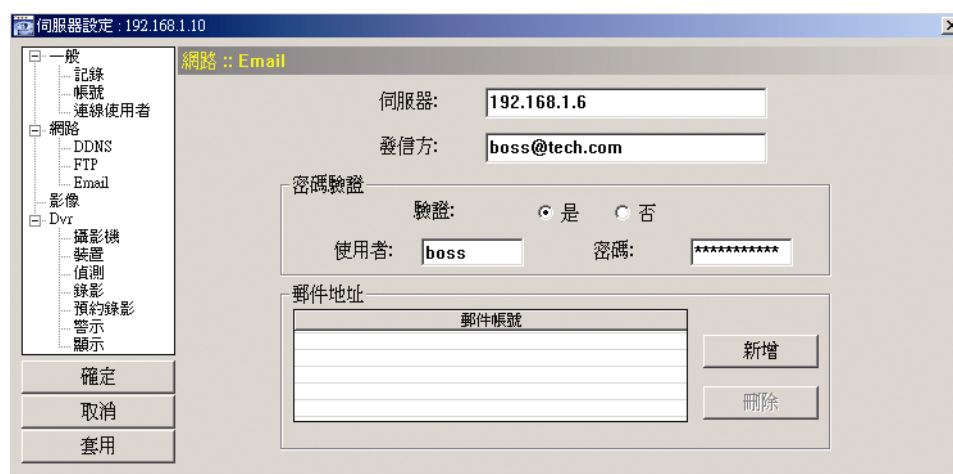 伺服器設定 : 192.168.1.10
一般
記錄
帳號
連線使用者
網路
DDNS
FTP
Email
影像
Dvr
攝影機
裝置
偵測
錄影
預約錄影
警示
顯示
確定
取消
套用
網路 :: Email
伺服器: 192.168.1.6
發信方: boss@tech.com
密碼驗證
驗證: 是 否
使用者: boss 密碼: ***********
郵件地址
郵件帳號
新增
刪除